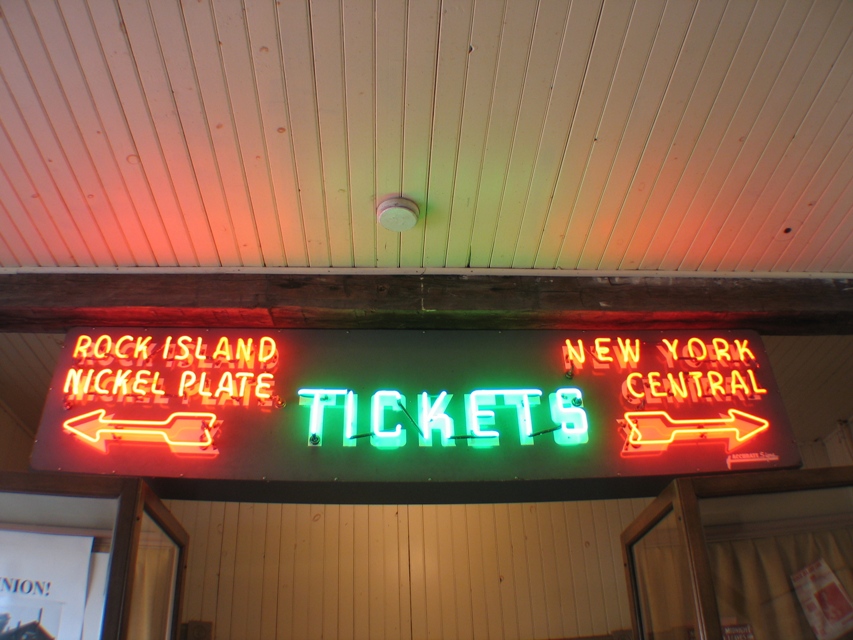 ROCK ISLAND
NICKEL PLATE
TICKETS
NEW YORK
CENTRAL
NION!